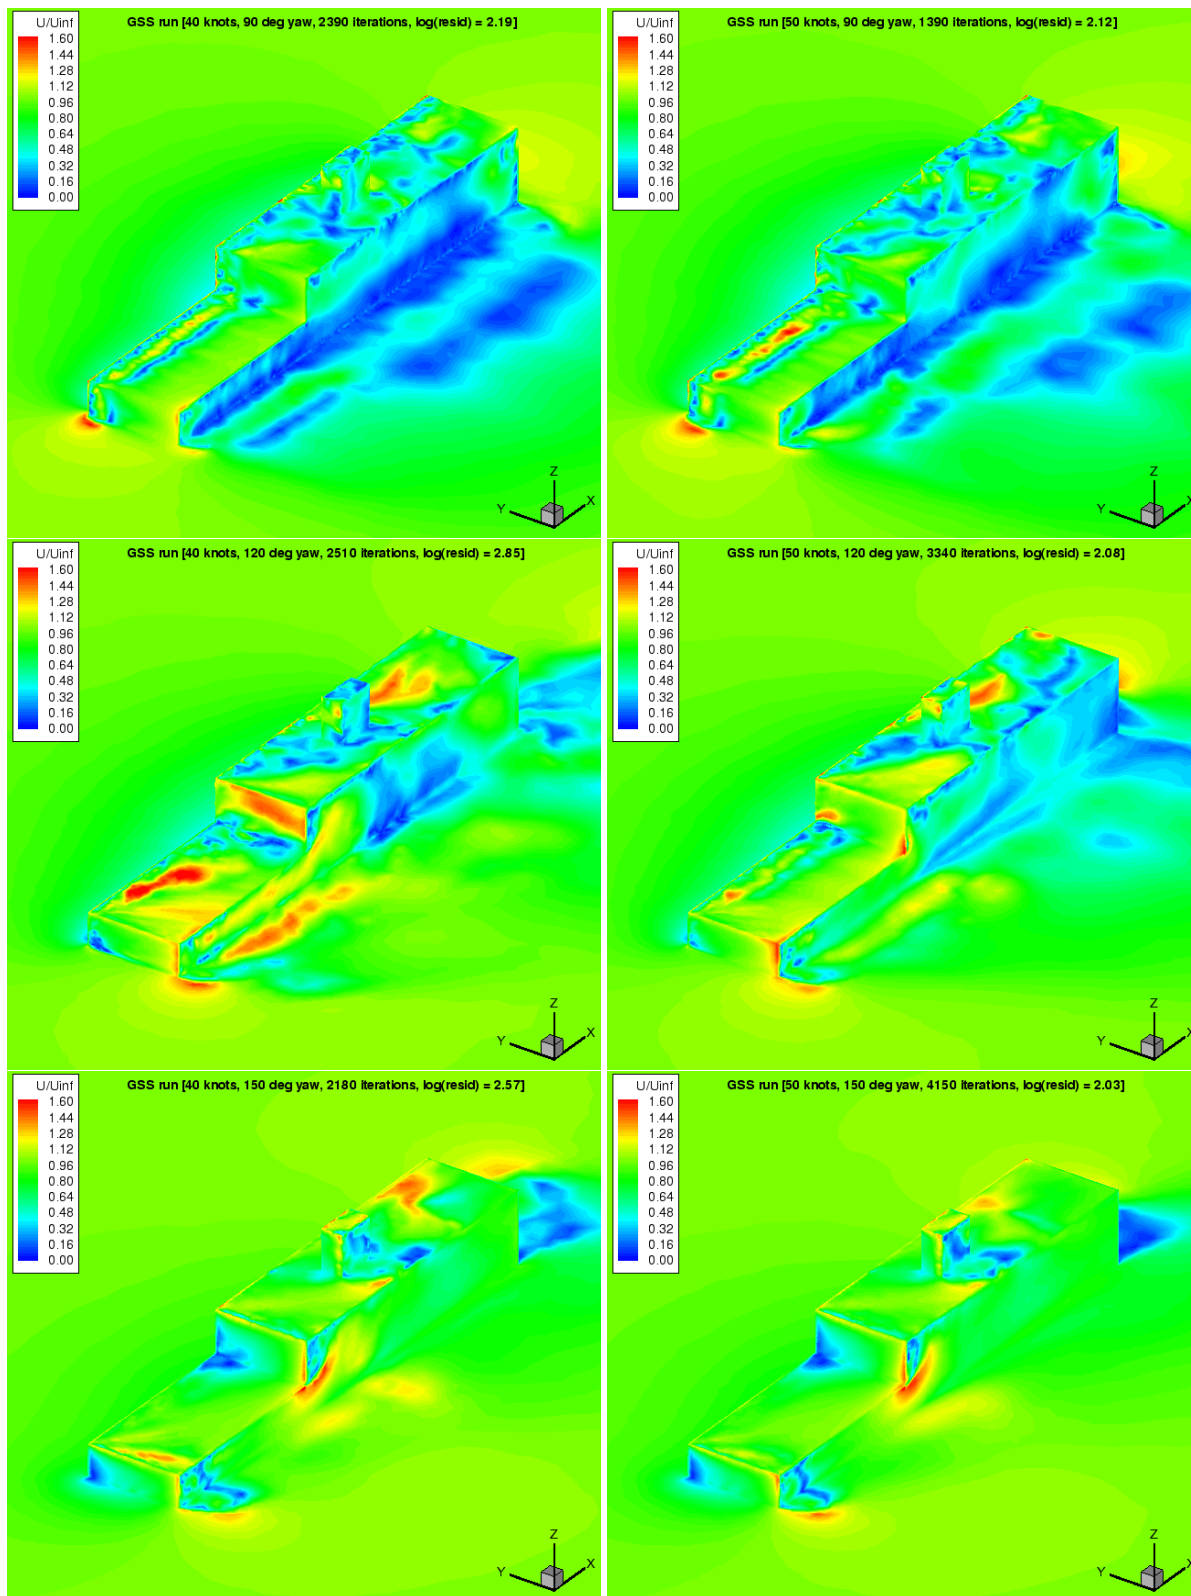 U/Uinf
1.60
1.44
1.28
1.12
0.96
0.80
0.64
0.48
0.32
0.16
0.00
GSS run [40 knots, 90 deg yaw, 2390 iterations, log(resid) = 2.19]
Z
Y
X
U/Uinf
1.60
1.44
1.28
1.12
0.96
0.80
0.64
0.48
0.32
0.16
0.00
GSS run [50 knots, 90 deg yaw, 1390 iterations, log(resid) = 2.12]
Z
Y
X
U/Uinf
1.60
1.44
1.28
1.12
0.96
0.80
0.64
0.48
0.32
0.16
0.00
GSS run [40 knots, 120 deg yaw, 2510 iterations, log(resid) = 2.85]
Z
Y
X
U/Uinf
1.60
1.44
1.28
1.12
0.96
0.80
0.64
0.48
0.32
0.16
0.00
GSS run [50 knots, 120 deg yaw, 3340 iterations, log(resid) = 2.08]
Z
Y
X
U/Uinf
1.60
1.44
1.28
1.12
0.96
0.80
0.64
0.48
0.32
0.16
0.00
GSS run [40 knots, 150 deg yaw, 2180 iterations, log(resid) = 2.57]
Z
Y
X
U/Uinf
1.60
1.44
1.28
1.12
0.96
0.80
0.64
0.48
0.32
0.16
0.00
GSS run [50 knots, 150 deg yaw, 4150 iterations, log(resid) = 2.03]
Z
Y
X